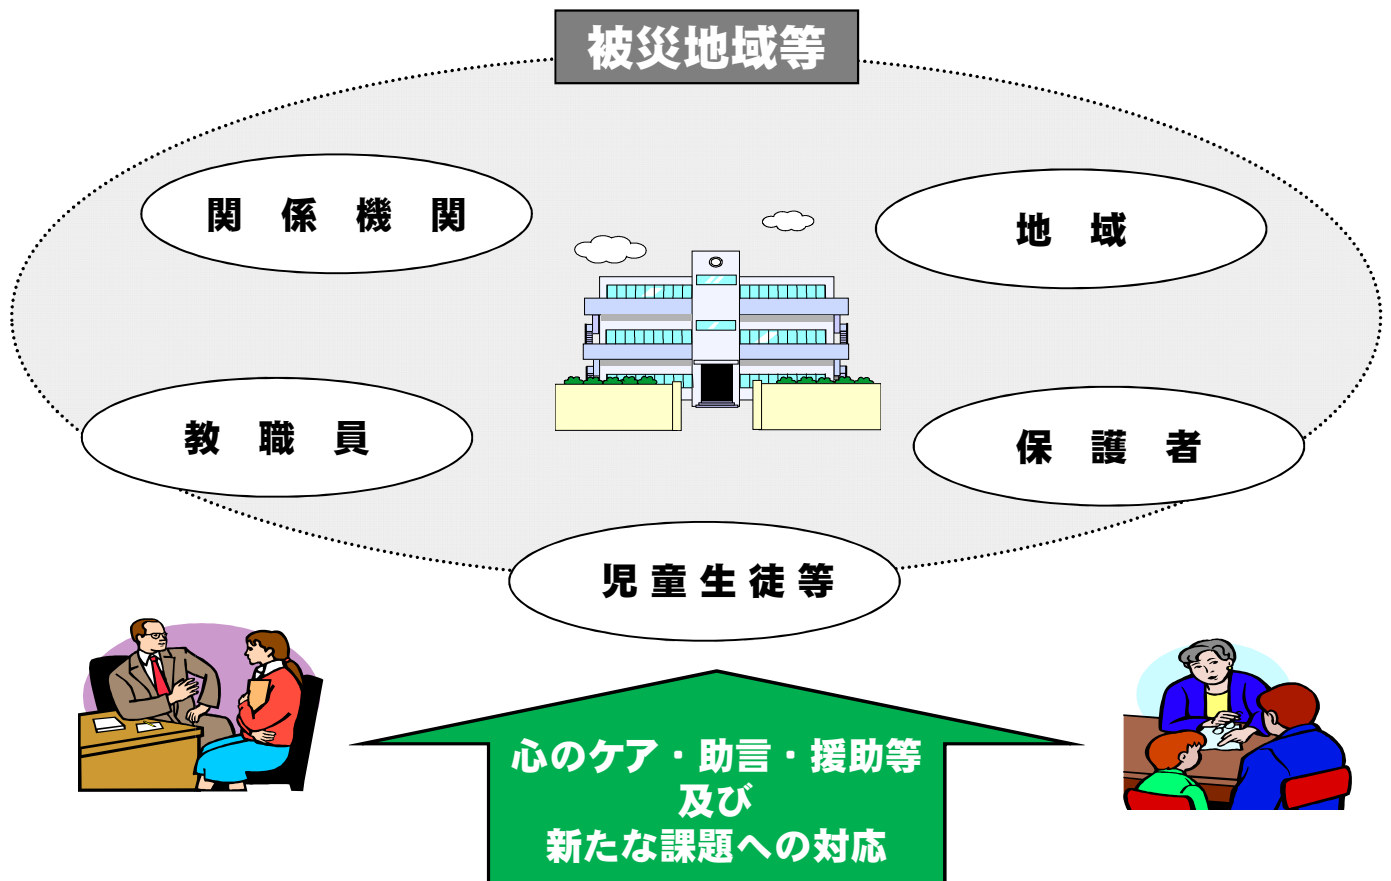 被災地域等
関　係　機　関
地　域
教　職　員
保　護　者
児童生徒等
心のケア・助言・援助等
及び
新たな課題への対応